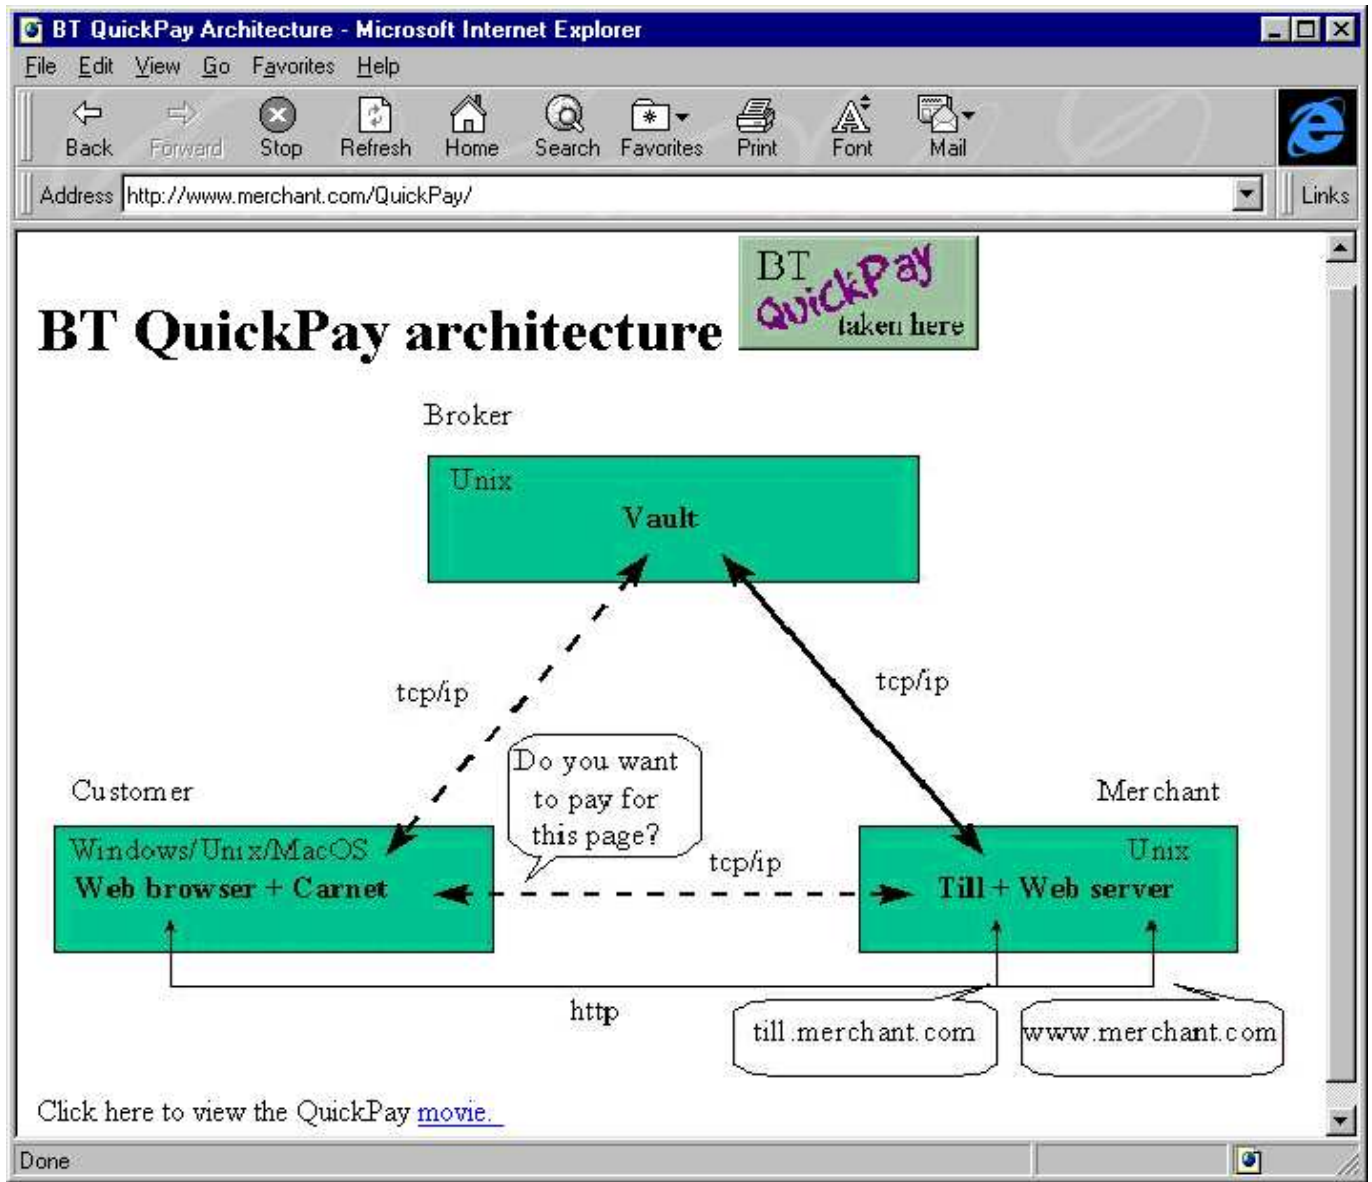 BT QuickPay Architecture - Microsoft Internet Explorer
File Edit View Go Favorites Help
Back Forward Stop Refresh Home Search Favorites Print Font Mail
Address http://www.merchant.com/QuickPay/ Links
BT QuickPay architecture
BT
QuickPay
taken here
Broker
Unix
Vault
tcp/ip
tcp/ip
Do you want
to pay for
this page?
Customer
Merchant
Windows/Unix/MacOS
Web browser + Carnet
tcp/ip
Unix
Till + Web server
http
till.merchant.com
www.merchant.com
Click here to view the QuickPay movie.
Done